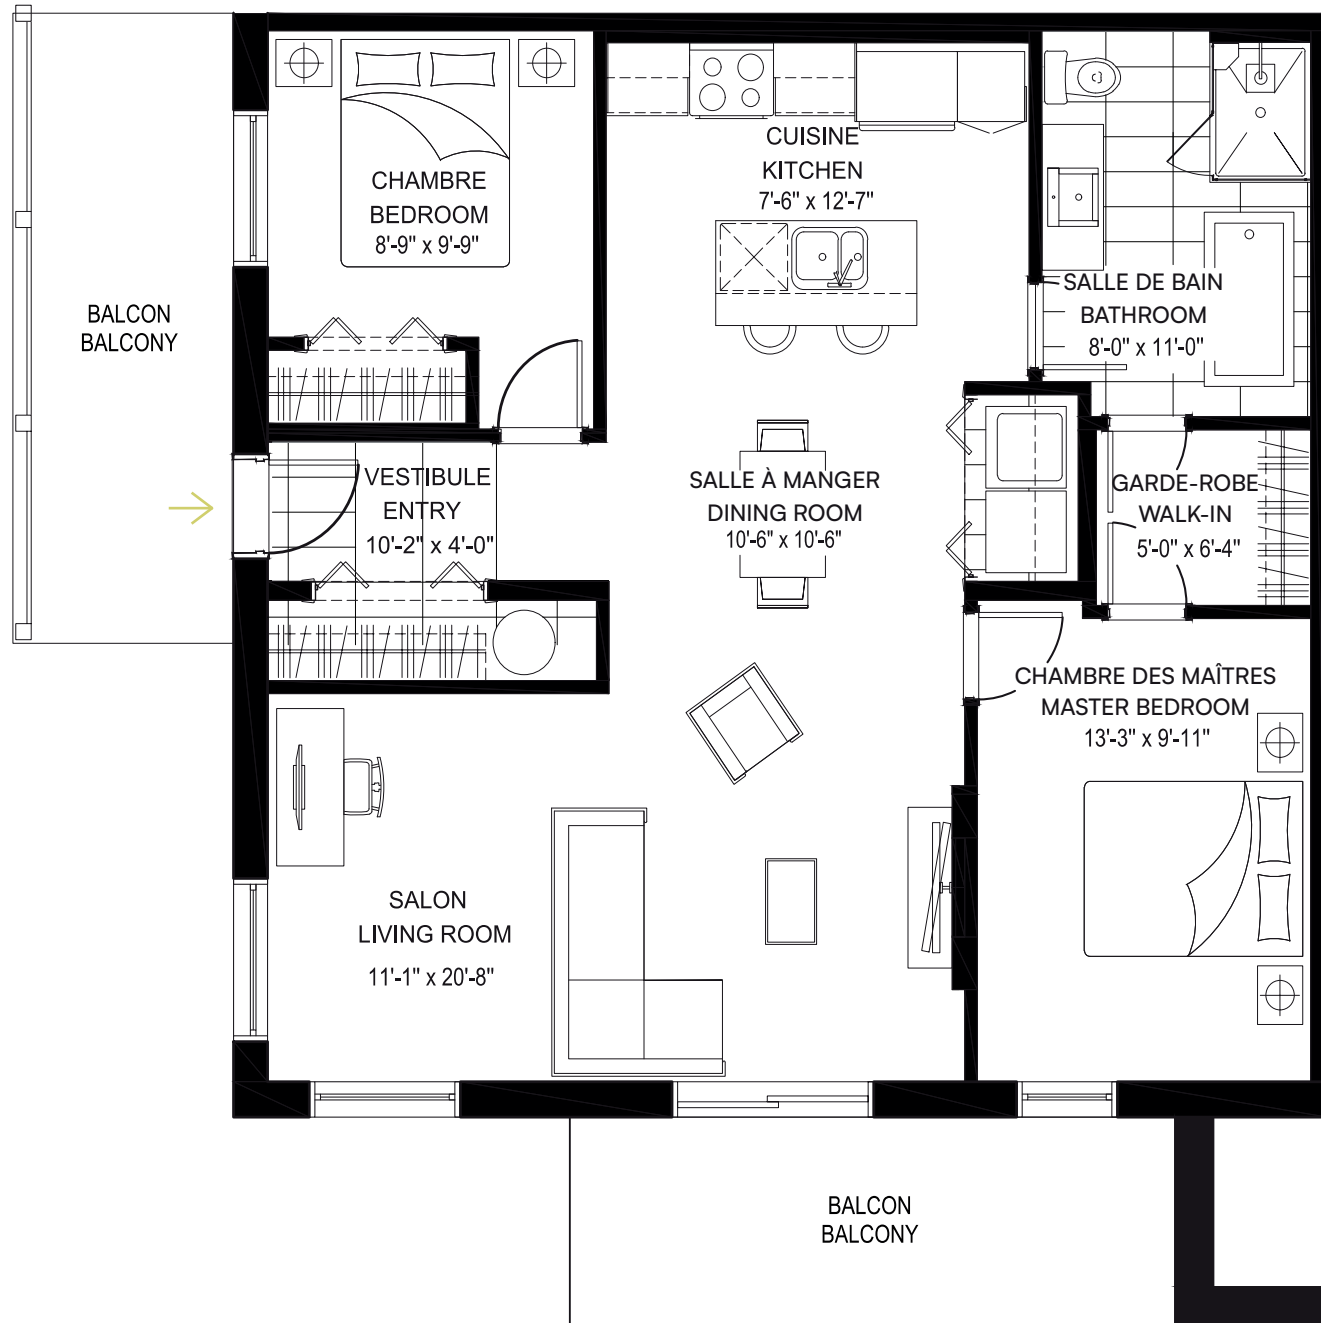 CHAMBRE
BEDROOM
8'-9" x 9'-9"
CUISINE
KITCHEN
7'-6" x 12'-7"
SALLE DE BAIN
BATHROOM
8'-0" x 11'-0"
BALCON
BALCONY
VESTIBULE
ENTRY
10'-2" x 4'-0"
SALLE À MANGER
DINING ROOM
10'-6" x 10'-6"
GARDE-ROBE
WALK-IN
5'-0" x 6'-4"
CHAMBRE DES MAÎTRES
MASTER BEDROOM
13'-3" x 9'-11"
SALON
LIVING ROOM
11'-1" x 20'-8"
BALCON
BALCONY